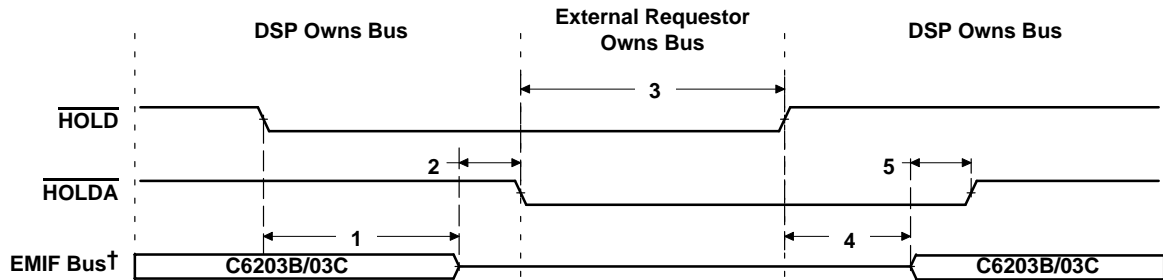 DSP Owns Bus
External Requestor
Owns Bus
DSP Owns Bus
3
HOLD
2
5
HOLDA
1
4
EMIF Bus†
C6203B/03C
C6203B/03C